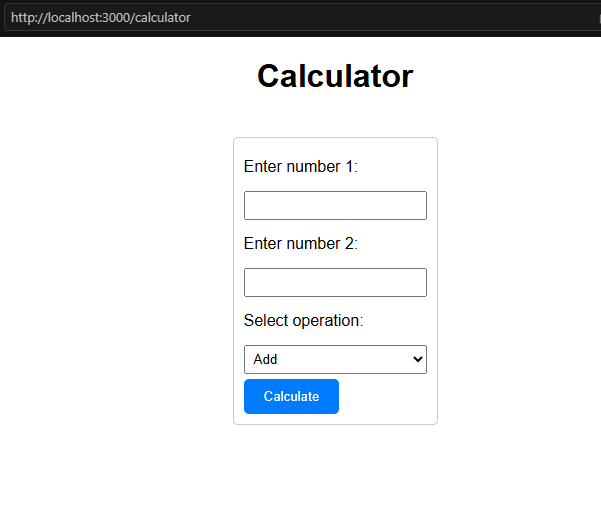 http://localhost:3000/calculator
Calculator
Enter number 1:
Enter number 2:
Select operation:
Add
Calculate